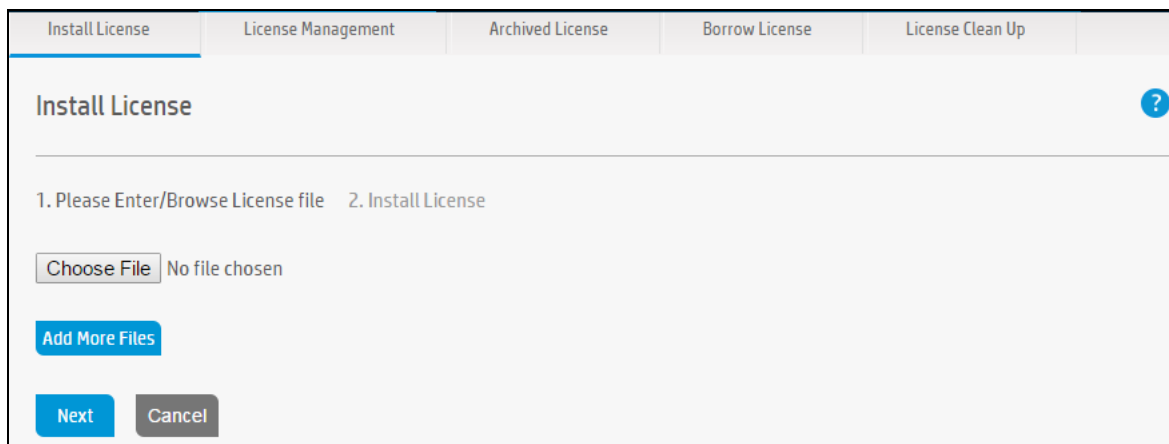 Install License License Management Archived License Borrow License License Clean Up
Install License ?
1. Please Enter/Browse License file 2. Install License
Choose File No file chosen
Add More Files
Next Cancel